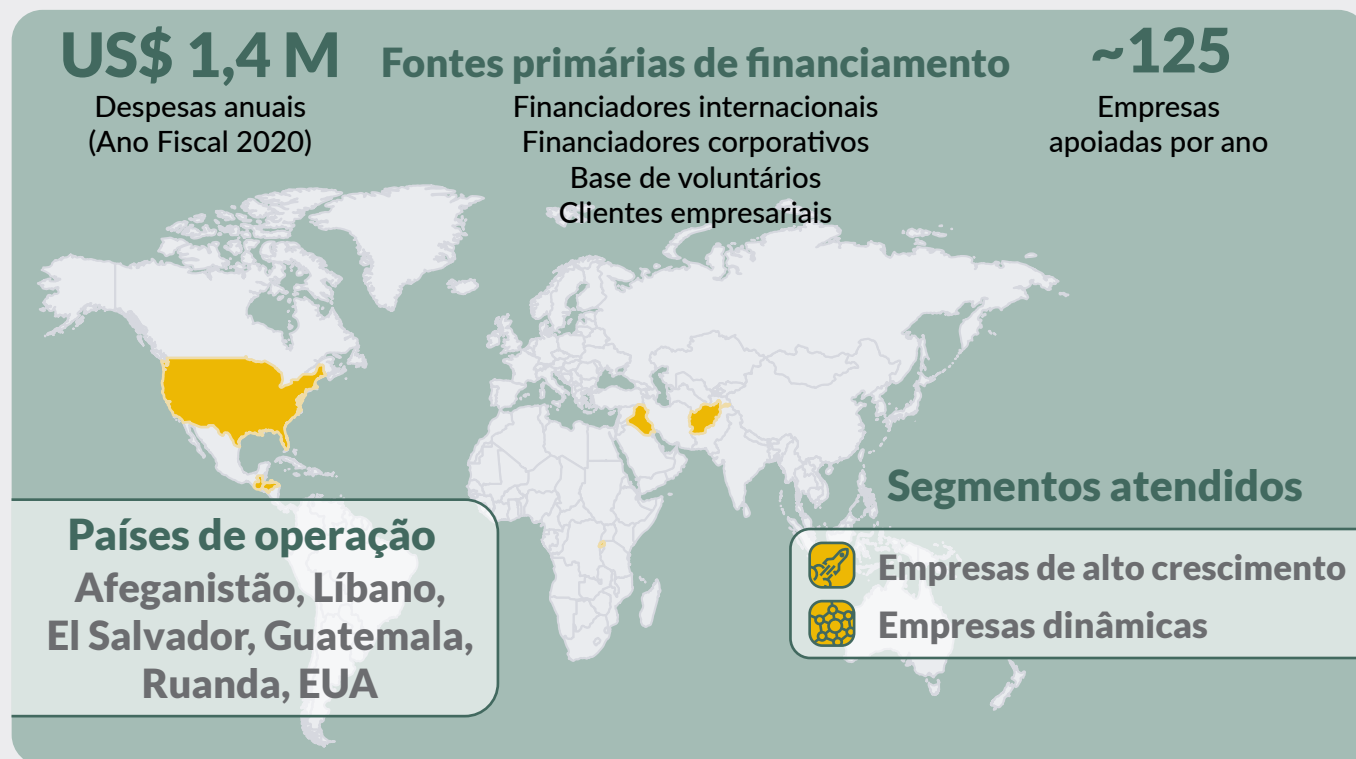 US$ 1,4 M
Despesas anuais
(Ano Fiscal 2020)
Fontes primárias de financiamento
Financiadores internacionais
Financiadores corporativos
Base de voluntários
Clientes empresariais
~125
Empresas
apoiadas por ano
Países de operação
Afeganistão, Líbano,
El Salvador, Guatemala,
Ruanda, EUA
Segmentos atendidos
Empresas de alto crescimento
Empresas dinâmicas